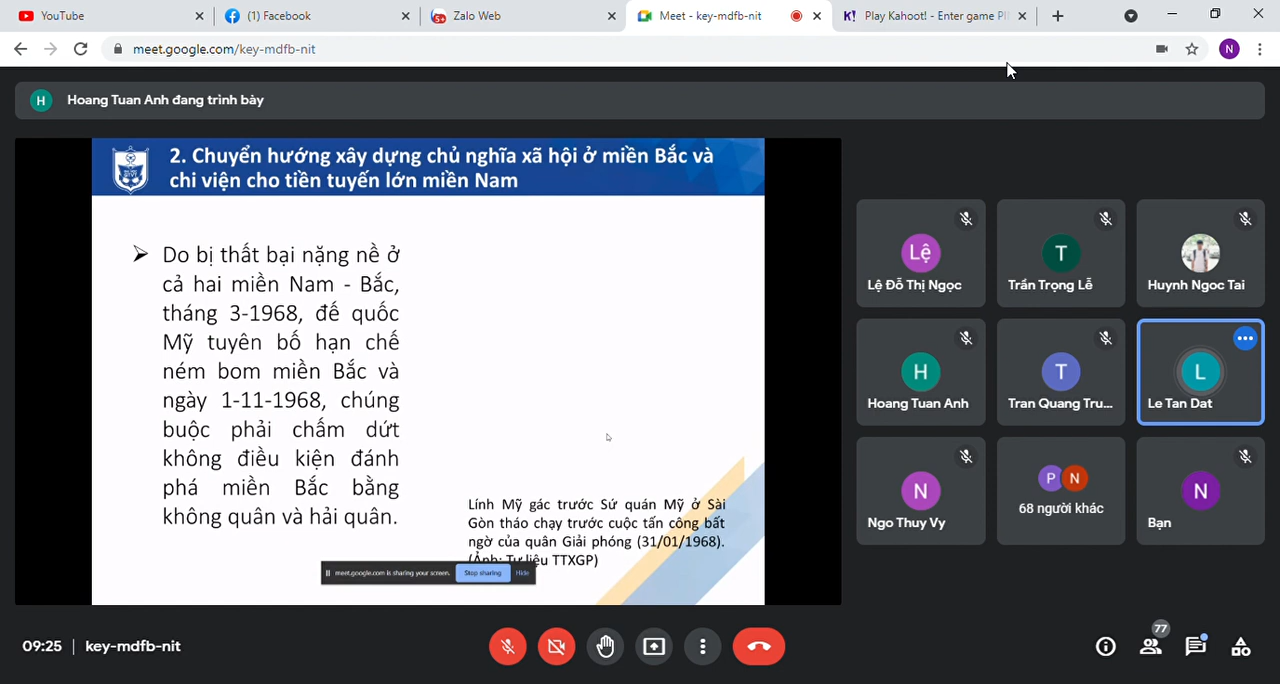 YouTube
(1) Facebook
Zalo Web
Meet - key-mdfb-nit
K! Play Kahoot! - Enter game PI
meet.google.com/key-mdfb-nit
N
H Hoang Tuan Anh đang trình bày
2. Chuyển hướng xây dựng chủ nghĩa xã hội ở miền Bắc và
chi viện cho tiền tuyến lớn miền Nam
Do bị thất bại nặng nề ở
cả hai miền Nam - Bắc,
tháng 3-1968, đế quốc
Mỹ tuyên bố hạn chế
ném bom miền Bắc và
ngày 1-11-1968, chúng
buộc phải chấm dứt
không điều kiện đánh
phá miền Bắc bằng
không quân và hải quân.
Lính Mỹ gác trước Sứ quán Mỹ ở Sài
Gòn tháo chạy trước cuộc tấn công bất
ngờ của quân Giải phóng (31/01/1968).
(Ảnh: Tư liệu TTXGP)
meet.google.com is sharing your screen. Stop sharing Hide
Lệ
Lệ Đỗ Thị Ngọc
T
Trần Trọng Lễ
Huynh Ngoc Tai
H
Hoang Tuan Anh
T
Tran Quang Tru...
L
Le Tan Dat
N
Ngo Thuy Vy
P N
68 người khác
N
Bạn
09:25 | key-mdfb-nit
77